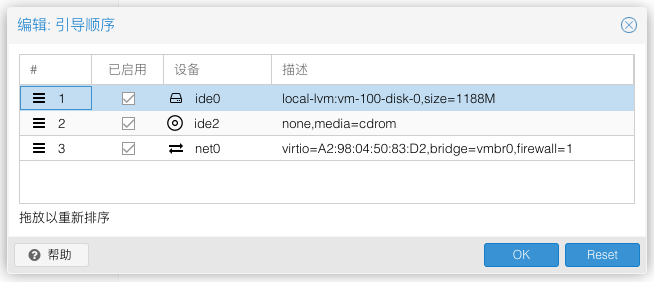 编辑: 引导顺序
# 已启用 设备 描述
1 ide0 local-lvm:vm-100-disk-0,size=1188M
2 ide2 none,media=cdrom
3 net0 virtio=A2:98:04:50:83:D2,bridge=vmbr0,firewall=1
拖放以重新排序
帮助 OK Reset